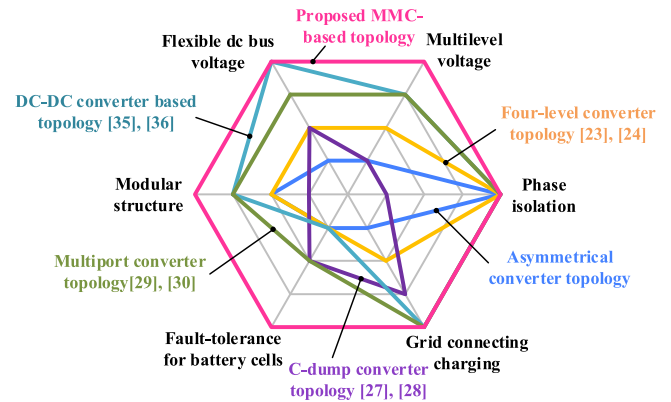 Proposed MMC-
based topology
Flexible dc bus
voltage
Multilevel
voltage
DC-DC converter based
topology [35], [36]
Four-level converter
topology [23], [24]
Modular
structure
Phase
isolation
Multiport converter
topology[29], [30]
Asymmetrical
converter topology
Fault-tolerance
for battery cells
Grid connecting
charging
C-dump converter
topology [27], [28]